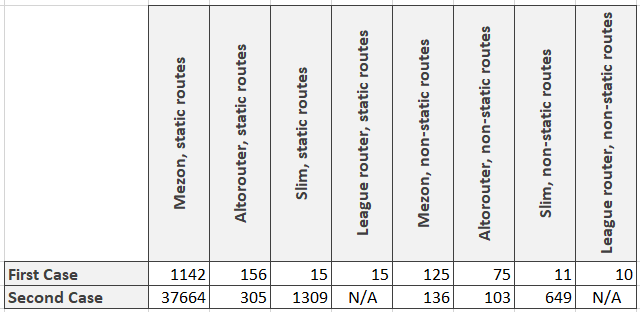 Mezon, static routes
Altorouter, static routes
Slim, static routes
League router, static routes
Mezon, non-static routes
Altorouter, non-static routes
Slim, non-static routes
League router, non-static routes
First Case 1142 156 15 15 125 75 11 10
Second Case 37664 305 1309 N/A 136 103 649 N/A